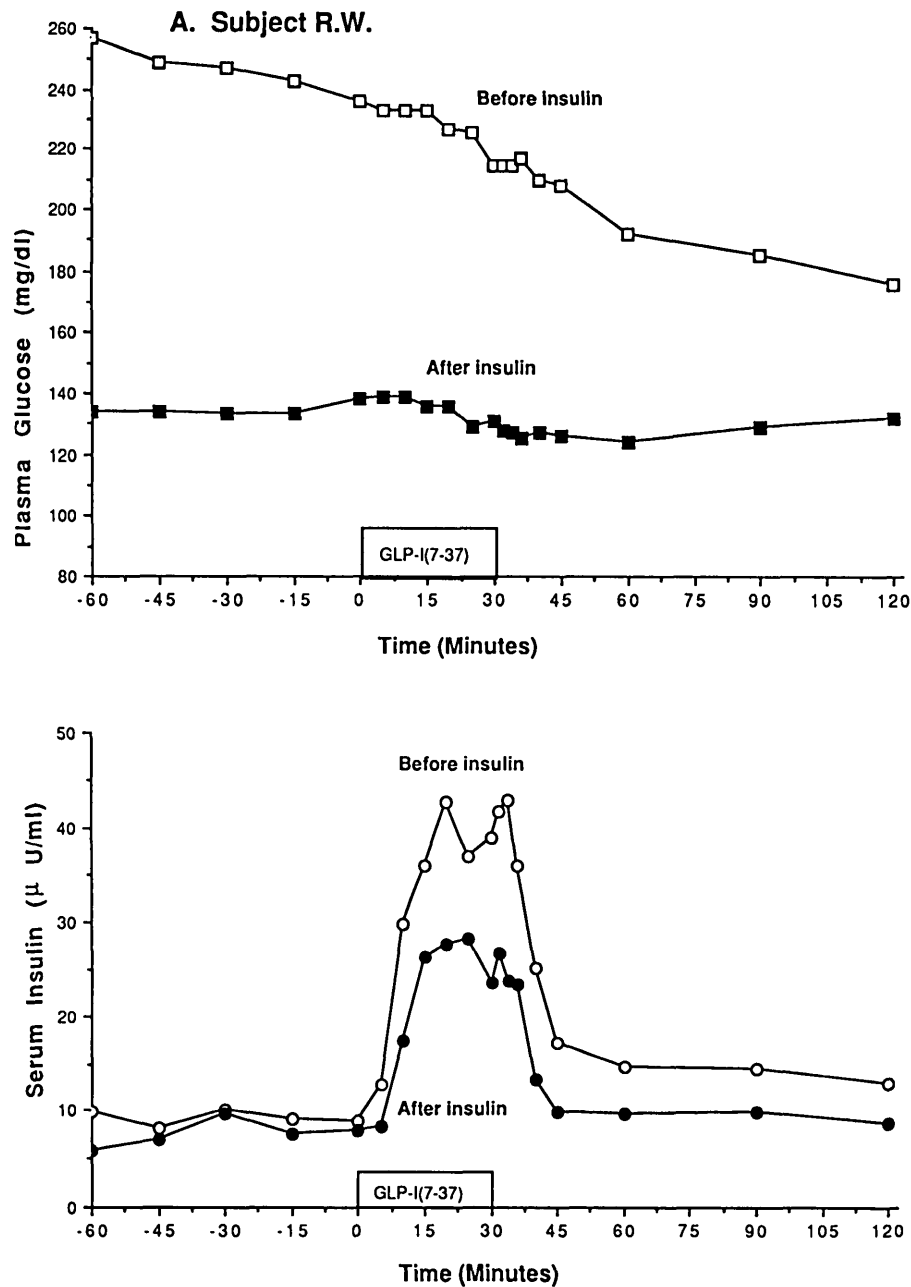 A. Subject R.W.
Plasma Glucose (mg/dl)
260
240
220
200
180
160
140
120
100
80
Before insulin
After insulin
GLP-I(7-37)
-60 -45 -30 -15 0 15 30 45 60 75 90 105 120
Time (Minutes)
Serum Insulin (μ U/ml)
50
40
30
20
10
0
Before insulin
After insulin
GLP-I(7-37)
-60 -45 -30 -15 0 15 30 45 60 75 90 105 120
Time (Minutes)